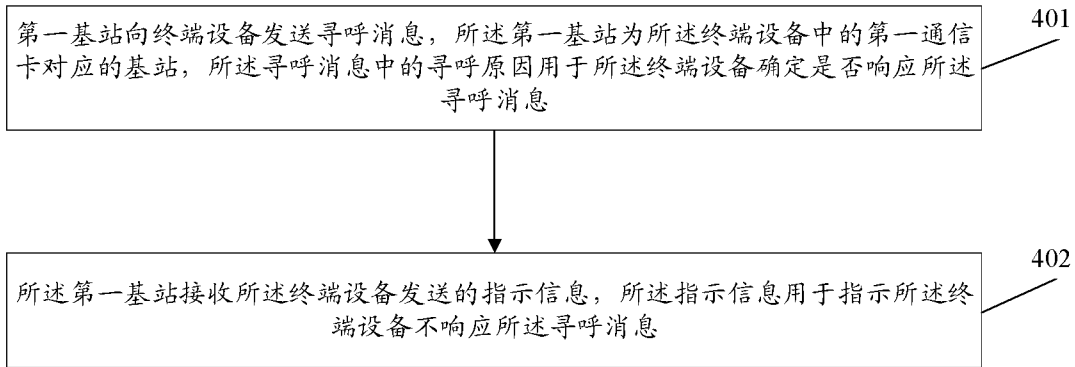 401
第一基站向终端设备发送寻呼消息，所述第一基站为所述终端设备中的第一通信
卡对应的基站，所述寻呼消息中的寻呼原因用于所述终端设备确定是否响应所述
寻呼消息
402
所述第一基站接收所述终端设备发送的指示信息，所述指示信息用于指示所述终
端设备不响应所述寻呼消息